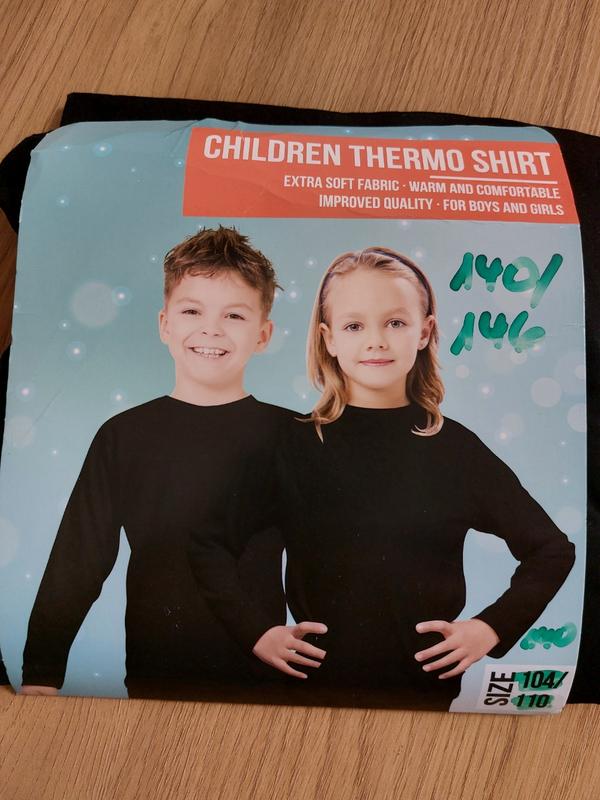 CHILDREN THERMO SHIRT
EXTRA SOFT FABRIC · WARM AND COMFORTABLE
IMPROVED QUALITY · FOR BOYS AND GIRLS
140/
146
SIZE
104/
110